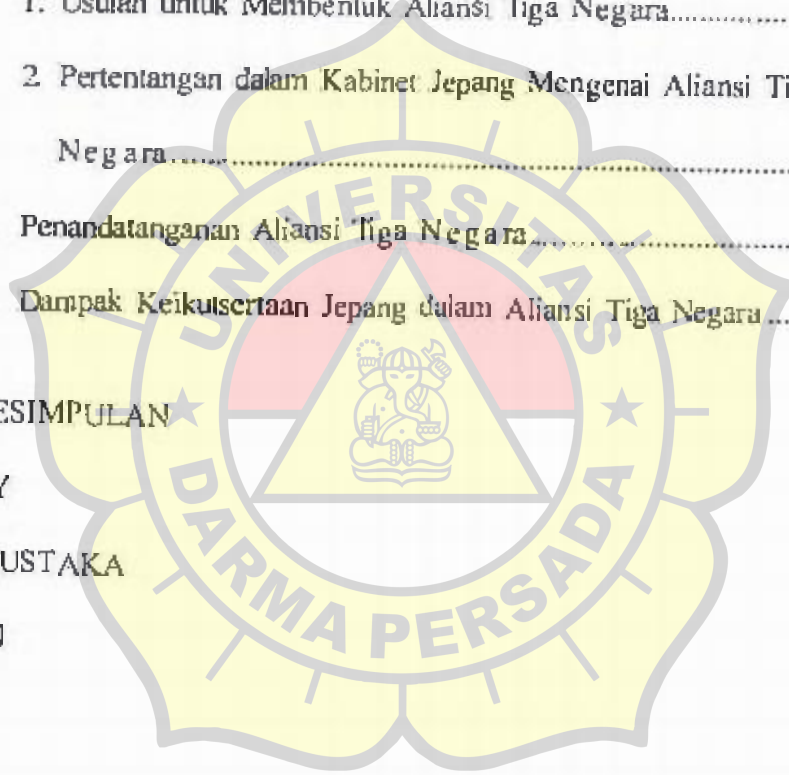 1. Usulan untuk Membentuk Aliansi Tiga Negara...............
2. Pertentangan dalam Kabinet Jepang Mengenai Aliansi Ti
Negara.......................................................................
Penandatanganan Aliansi Tiga Negara...............................
Dampak Keikutsertaan Jepang dalam Aliansi Tiga Negara....
ESIMPULAN
Y
USTAKA
N
UNIVERSITAS
DARMA PERSADA